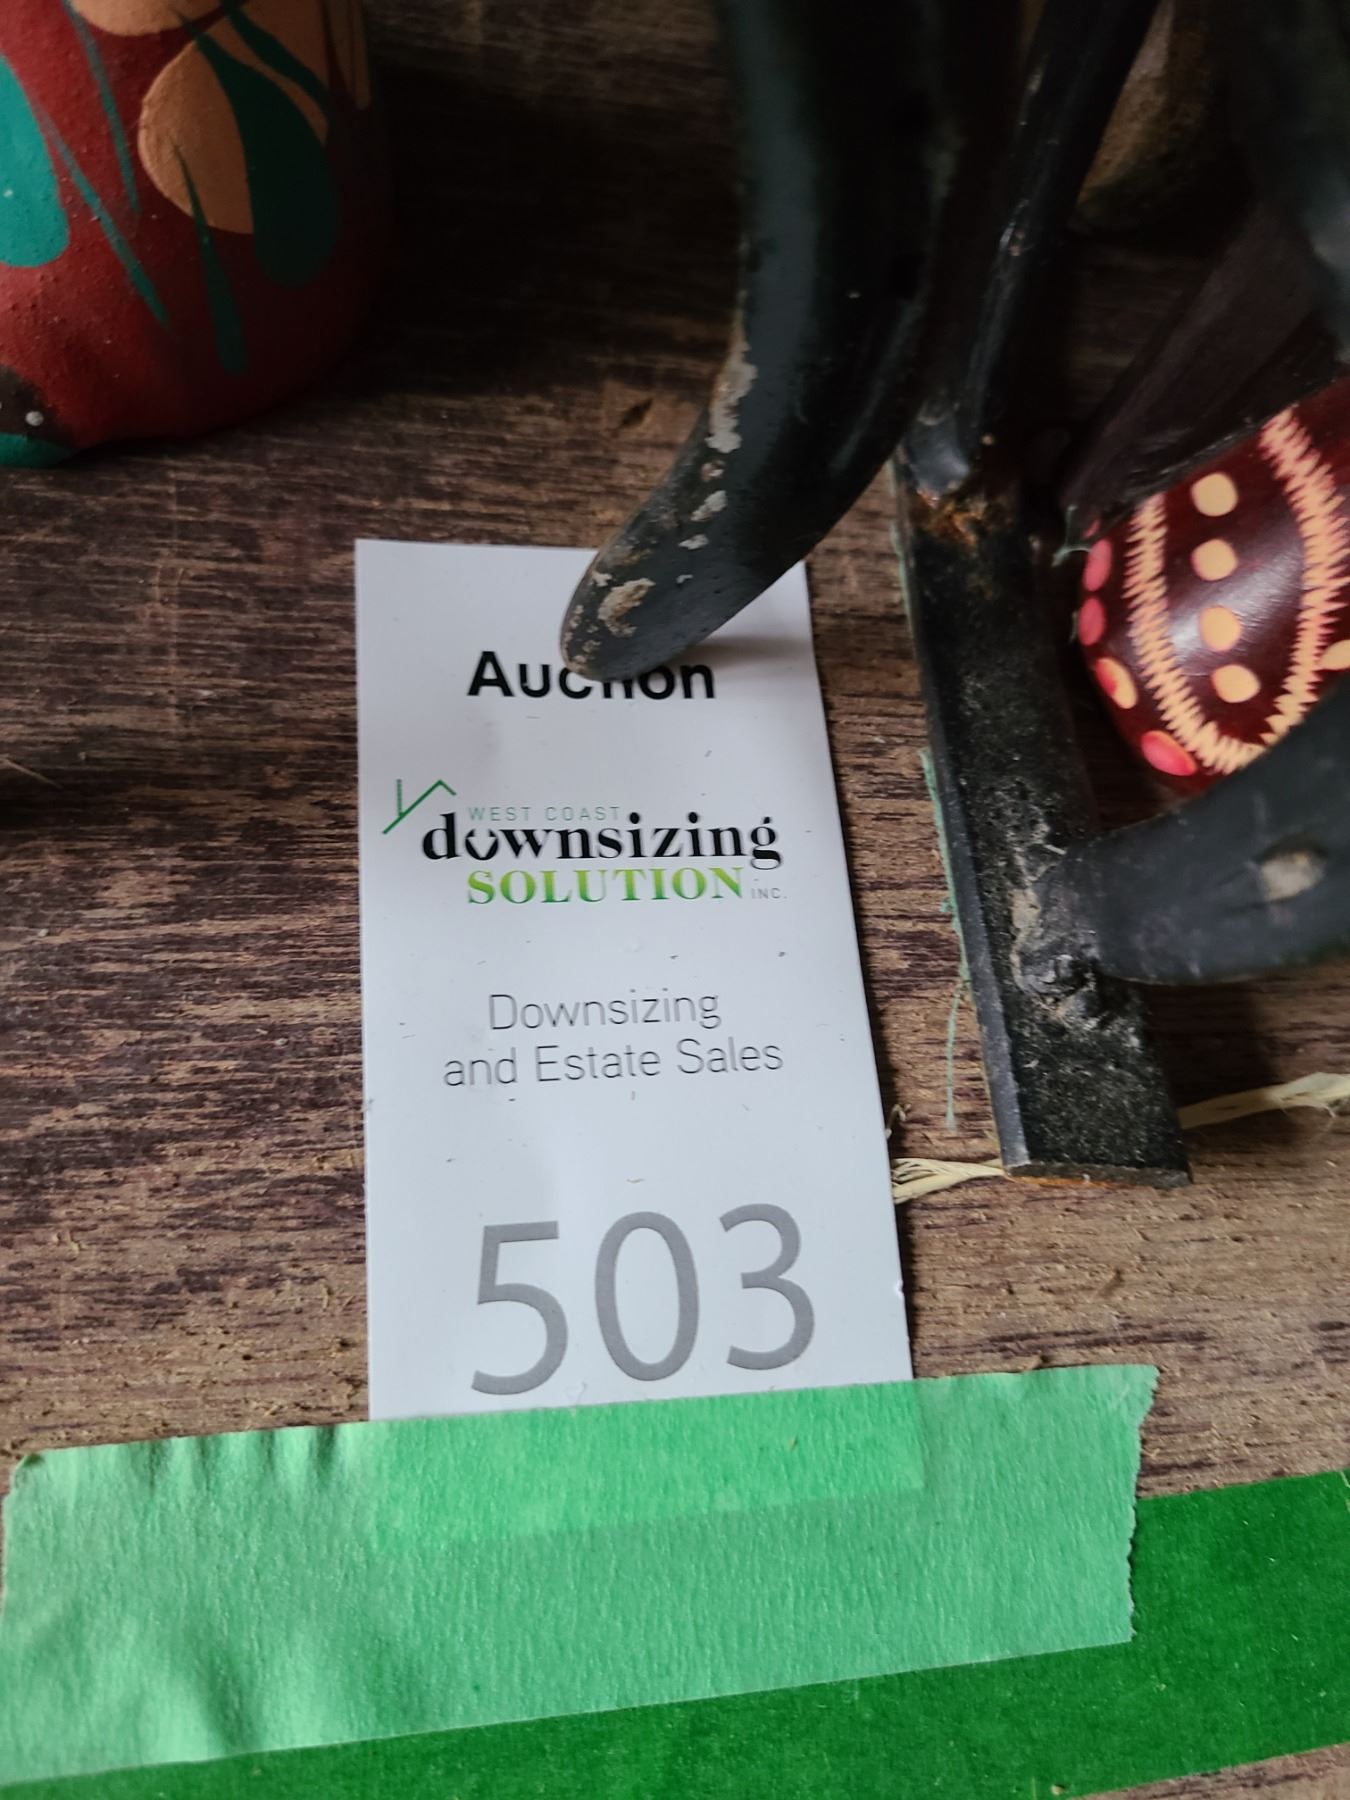 Auction
WEST COAST
downsizing
SOLUTION INC.
Downsizing
and Estate Sales
503